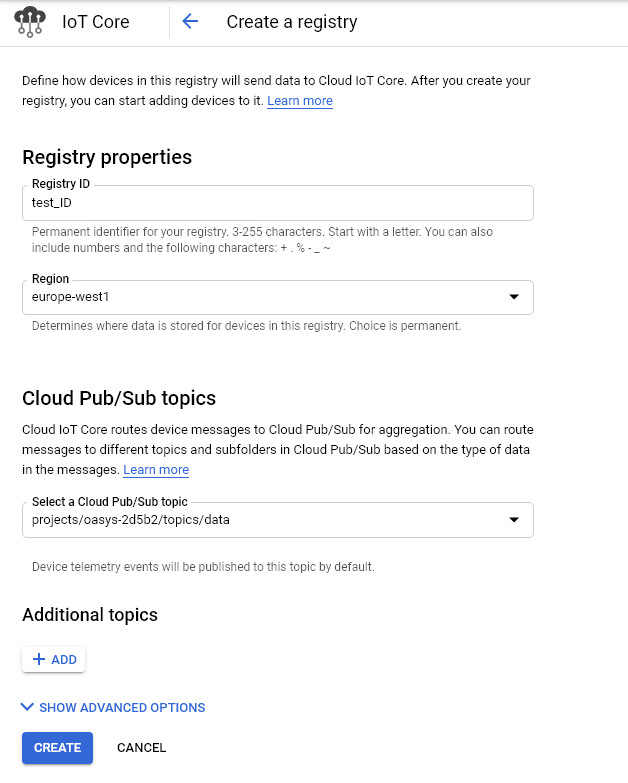 IoT Core
Create a registry
Define how devices in this registry will send data to Cloud IoT Core. After you create your
registry, you can start adding devices to it. Learn more
Registry properties
Registry ID
test_ID
Permanent identifier for your registry. 3-255 characters. Start with a letter. You can also
include numbers and the following characters: + . % - _ ~
Region
europe-west1
Determines where data is stored for devices in this registry. Choice is permanent.
Cloud Pub/Sub topics
Cloud IoT Core routes device messages to Cloud Pub/Sub for aggregation. You can route
messages to different topics and subfolders in Cloud Pub/Sub based on the type of data
in the messages. Learn more
Select a Cloud Pub/Sub topic
projects/oasys-2d5b2/topics/data
Device telemetry events will be published to this topic by default.
Additional topics
+ ADD
SHOW ADVANCED OPTIONS
CREATE
CANCEL